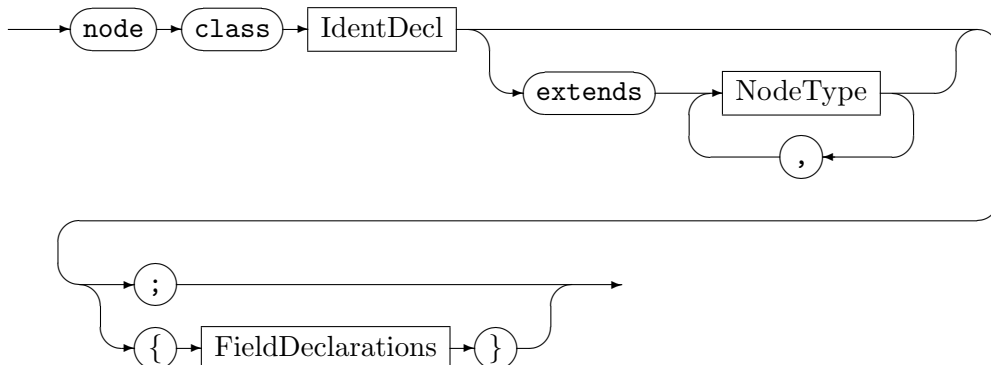 node class IdentDecl
extends NodeType
,
;
{ FieldDeclarations }